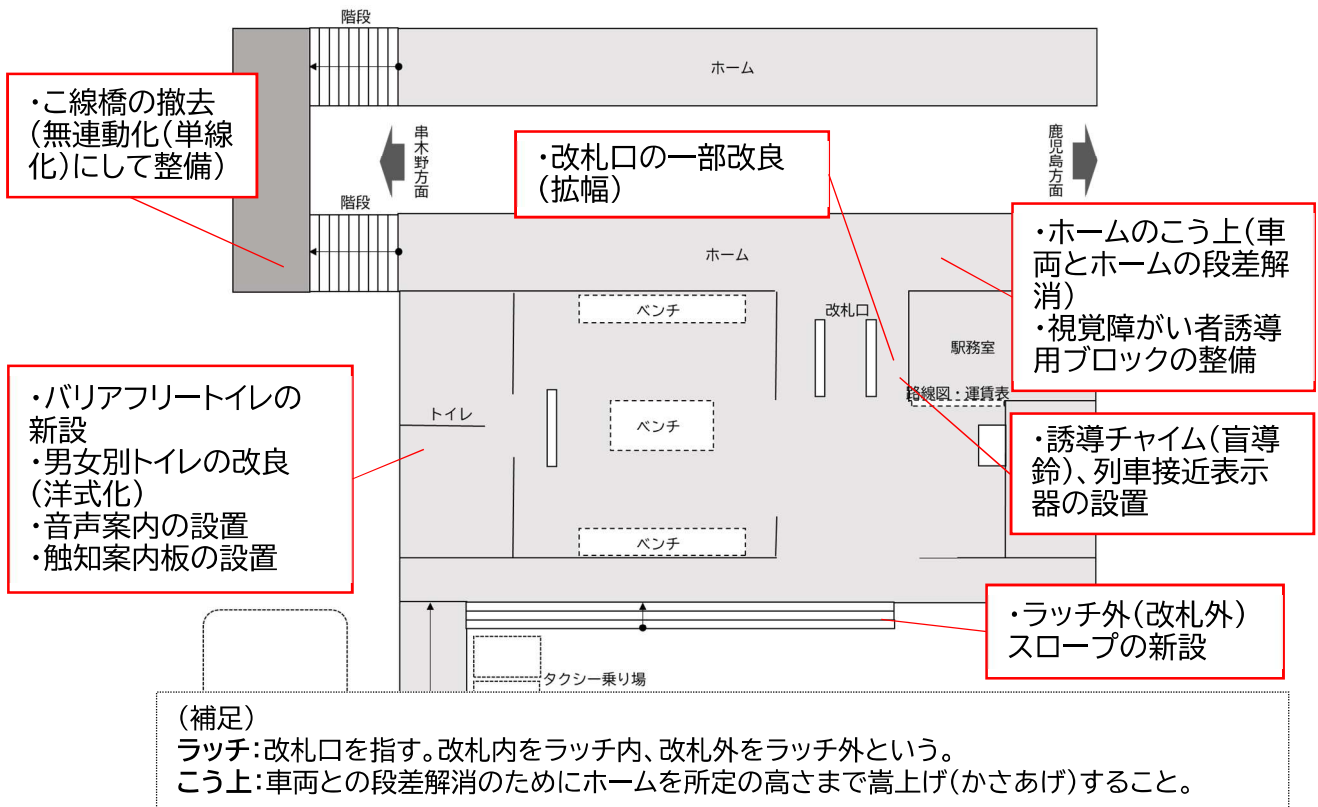 階段
ホーム
・こ線橋の撤去
(無連動化(単線
化)にして整備)
串木野方面
・改札口の一部改良
(拡幅)
鹿児島方面
階段
ホーム
・ホームのこう上(車
両とホームの段差解
消)
・視覚障がい者誘導
用ブロックの整備
ベンチ
改札口
駅務室
路線図・運賃表
・バリアフリートイレの
新設
・男女別トイレの改良
(洋式化)
・音声案内の設置
・触知案内板の設置
トイレ
ベンチ
・誘導チャイム(盲導
鈴)、列車接近表示
器の設置
ベンチ
・ラッチ外(改札外)
スロープの新設
タクシー乗り場
(補足)
ラッチ:改札口を指す。改札内をラッチ内、改札外をラッチ外という。
こう上:車両との段差解消のためにホームを所定の高さまで嵩上げ(かさあげ)すること。